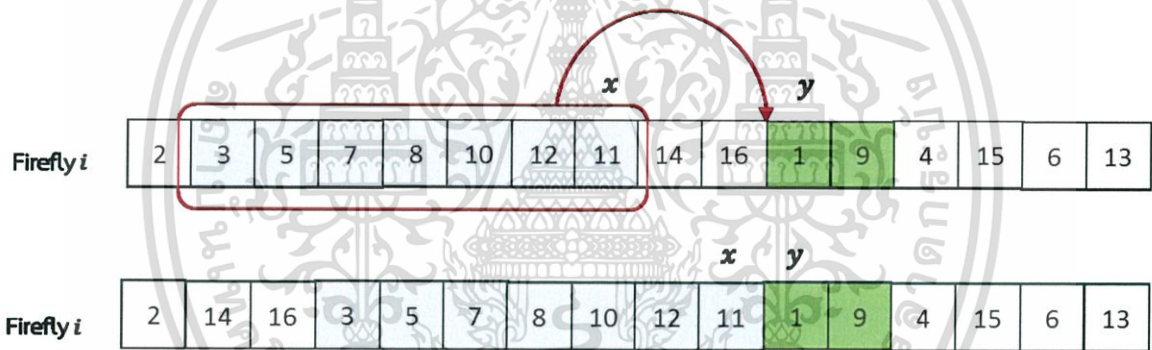 x y
Firefly i 2 3 5 7 8 10 12 11 14 16 1 9 4 15 6 13
x y
Firefly i 2 14 16 3 5 7 8 10 12 11 1 9 4 15 6 13